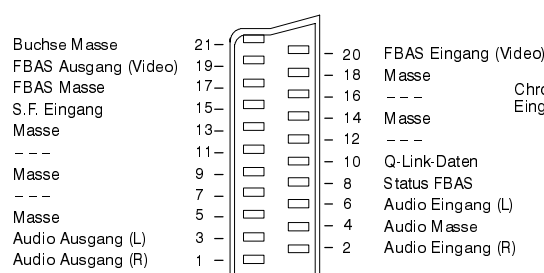 Buchse Masse 21
FBAS Ausgang (Video) 19
FBAS Masse 17
S.F. Eingang 15
Masse 13
--- 11
Masse 9
--- 7
Masse 5
Audio Ausgang (L) 3
Audio Ausgang (R) 1
20 FBAS Eingang (Video)
18 Masse
16 ---
14 Masse
12 ---
10 Q-Link-Daten
8 Status FBAS
6 Audio Eingang (L)
4 Audio Masse
2 Audio Eingang (R)
Chro
Eing